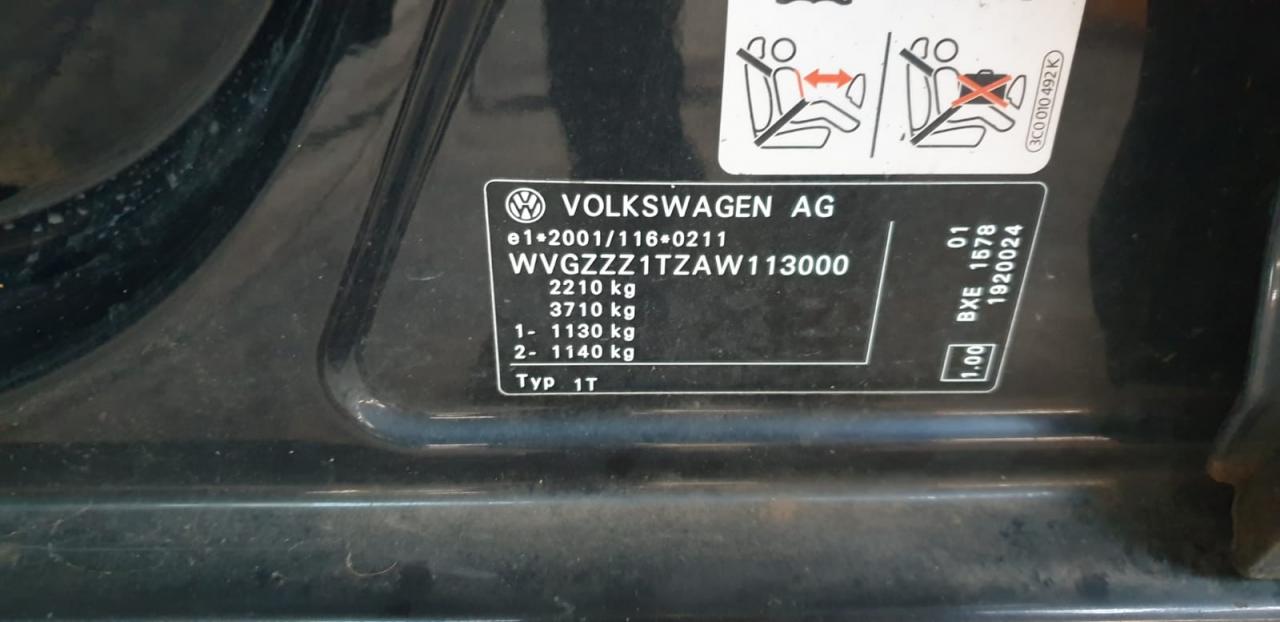 3C0 010 492 K
VOLKSWAGEN AG
e1*2001/116*0211
WVGZZZ1TZAW113000
2210 kg
3710 kg
1- 1130 kg
2- 1140 kg
Typ 1T
01
BXE 1578
1920024
1.00